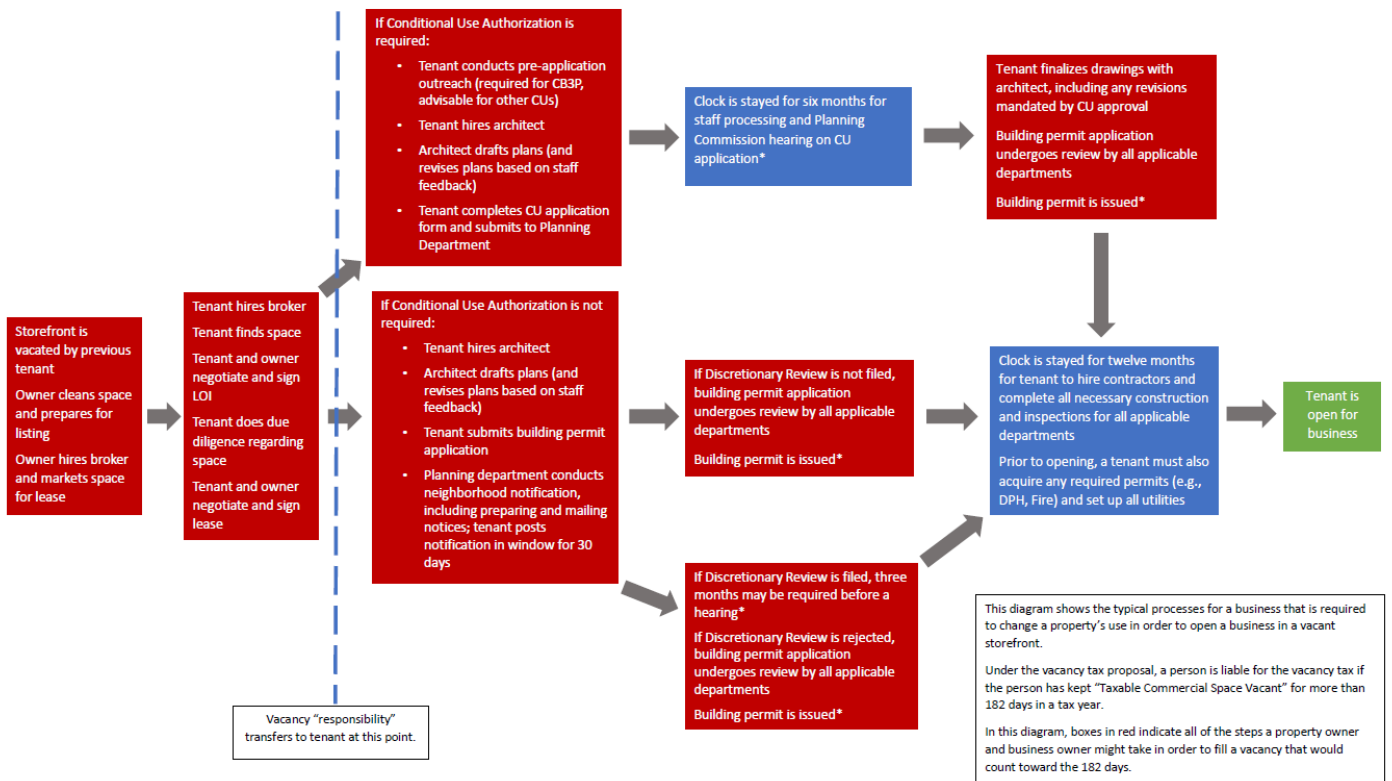 Storefront is
vacated by previous
tenant
Owner cleans space
and prepares for
listing
Owner hires broker
and markets space
for lease
Tenant hires broker
Tenant finds space
Tenant and owner
negotiate and sign
LOI
Tenant does due
diligence regarding
space
Tenant and owner
negotiate and sign
lease
Vacancy “responsibility”
transfers to tenant at this point.
If Conditional Use Authorization is
required:
• Tenant conducts pre-application
outreach (required for CB3P,
advisable for other CUs)
• Tenant hires architect
• Architect drafts plans (and
revises plans based on staff
feedback)
• Tenant completes CU application
form and submits to Planning
Department
Clock is stayed for six months for
staff processing and Planning
Commission hearing on CU
application*
Tenant finalizes drawings with
architect, including any revisions
mandated by CU approval
Building permit application
undergoes review by all applicable
departments
Building permit is issued*
If Conditional Use Authorization is not
required:
• Tenant hires architect
• Architect drafts plans (and
revises plans based on staff
feedback)
• Tenant submits building permit
application
• Planning department conducts
neighborhood notification,
including preparing and mailing
notices; tenant posts
notification in window for 30
days
If Discretionary Review is not filed,
building permit application
undergoes review by all applicable
departments
Building permit is issued*
If Discretionary Review is filed, three
months may be required before a
hearing*
If Discretionary Review is rejected,
building permit application
undergoes review by all applicable
departments
Building permit is issued*
Clock is stayed for twelve months
for tenant to hire contractors and
complete all necessary construction
and inspections for all applicable
departments
Prior to opening, a tenant must also
acquire any required permits (e.g.,
DPH, Fire) and set up all utilities
Tenant is
open for
business
This diagram shows the typical processes for a business that is required
to change a property’s use in order to open a business in a vacant
storefront.
Under the vacancy tax proposal, a person is liable for the vacancy tax if
the person has kept “Taxable Commercial Space Vacant” for more than
182 days in a tax year.
In this diagram, boxes in red indicate all of the steps a property owner
and business owner might take in order to fill a vacancy that would
count toward the 182 days.